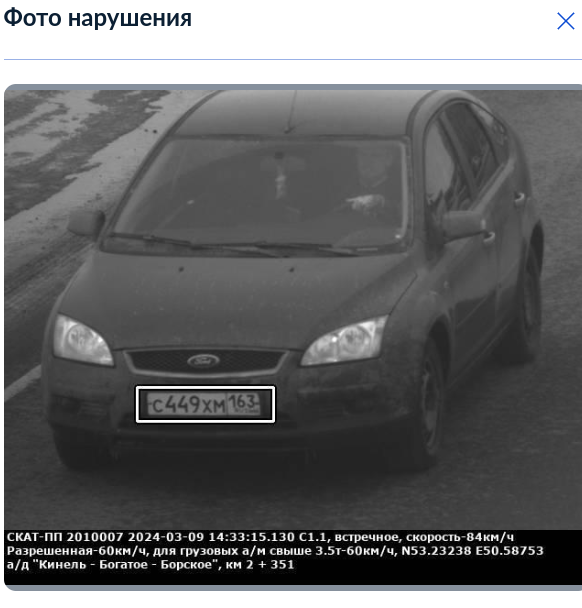 Фото нарушения
Ford
С449ХМ 163
СКАТ-ПП 2010007 2024-03-09 14:33:15.130 С1.1, встречное, скорость-84км/ч
Разрешенная-60км/ч, для грузовых а/м свыше 3.5т-60км/ч, N53.23238 E50.58753
а/д "Кинель - Богатое - Борское", км 2 + 351